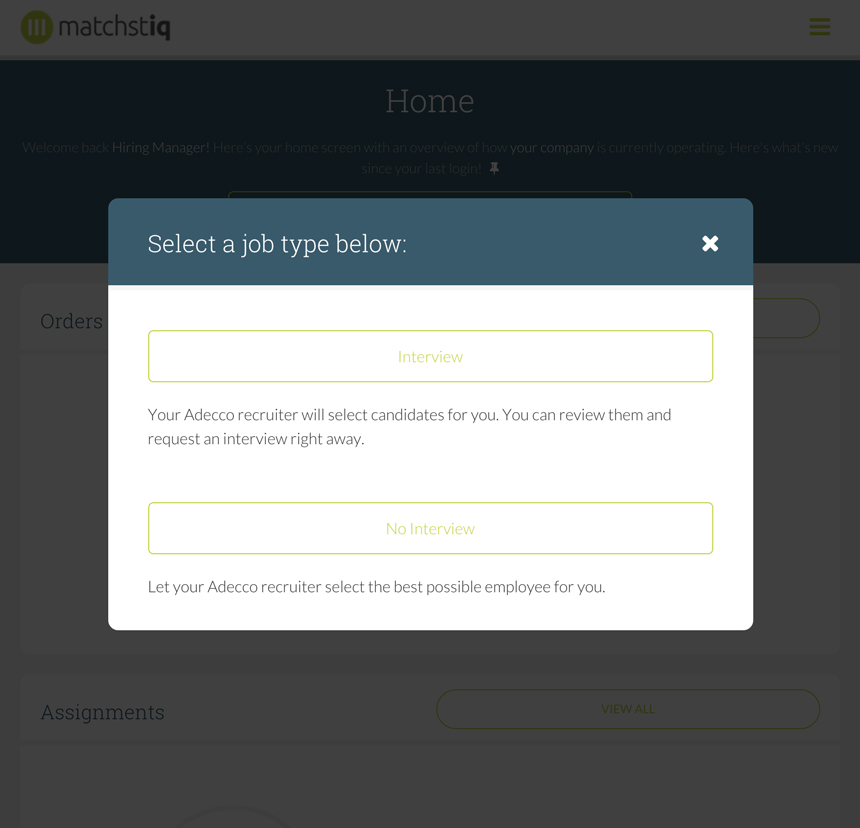 matchstiq
Home
Welcome back Hiring Manager! Here's your home screen with an overview of how your company is currently operating. Here's what's new
since your last login!
Select a job type below:
Orders
Interview
Your Adecco recruiter will select candidates for you. You can review them and
request an interview right away.
No Interview
Let your Adecco recruiter select the best possible employee for you.
Assignments
VIEW ALL